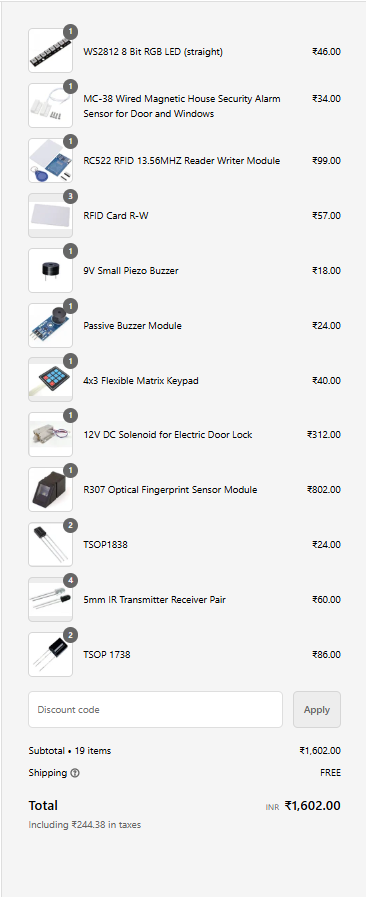 1
WS2812 8 Bit RGB LED (straight) ₹46.00
1
MC-38 Wired Magnetic House Security Alarm ₹34.00
Sensor for Door and Windows
1
RC522 RFID 13.56MHZ Reader Writer Module ₹99.00
3
RFID Card R-W ₹57.00
1
9V Small Piezo Buzzer ₹18.00
1
Passive Buzzer Module ₹24.00
1
4x3 Flexible Matrix Keypad ₹40.00
1
12V DC Solenoid for Electric Door Lock ₹312.00
1
R307 Optical Fingerprint Sensor Module ₹802.00
2
TSOP1838 ₹24.00
4
5mm IR Transmitter Receiver Pair ₹60.00
2
TSOP 1738 ₹86.00
Discount code Apply
Subtotal • 19 items ₹1,602.00
Shipping ? FREE
Total INR ₹1,602.00
Including ₹244.38 in taxes